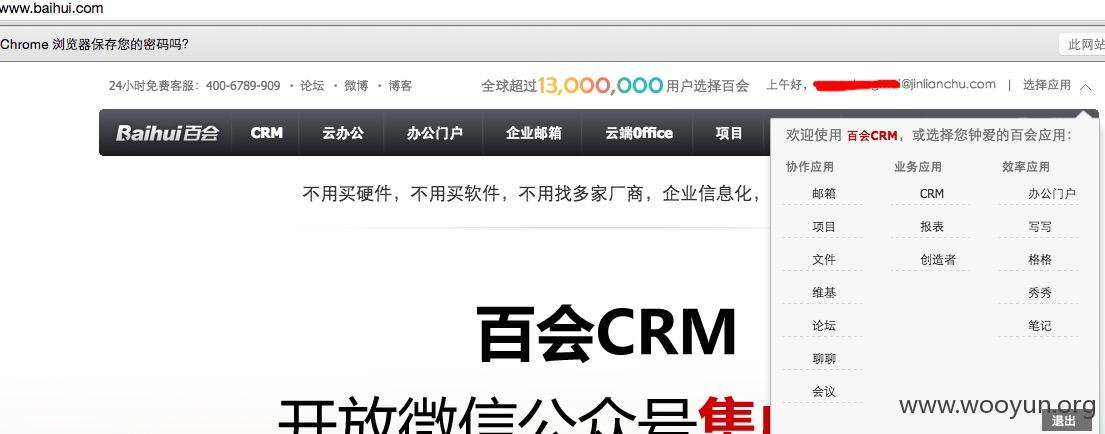 www.baihui.com
Chrome 浏览器保存您的密码吗?
此网站
24小时免费客服：400-6789-909 · 论坛 · 微博 · 博客
全球超过13,000,000用户选择百会
上午好，
@jinlianchu.com | 选择应用
Baihui百会 CRM 云办公 办公门户 企业邮箱 云端Office 项目
欢迎使用 百会CRM，或选择您钟爱的百会应用：
协作应用 业务应用 效率应用
邮箱 CRM 办公门户
项目 报表 写写
文件 创造者 格格
维基 秀秀
论坛 笔记
聊聊
会议
退出
不用买硬件，不用买软件，不用找多家厂商，企业信息化，
百会CRM
开放微信公众号集
www.wooyun.org